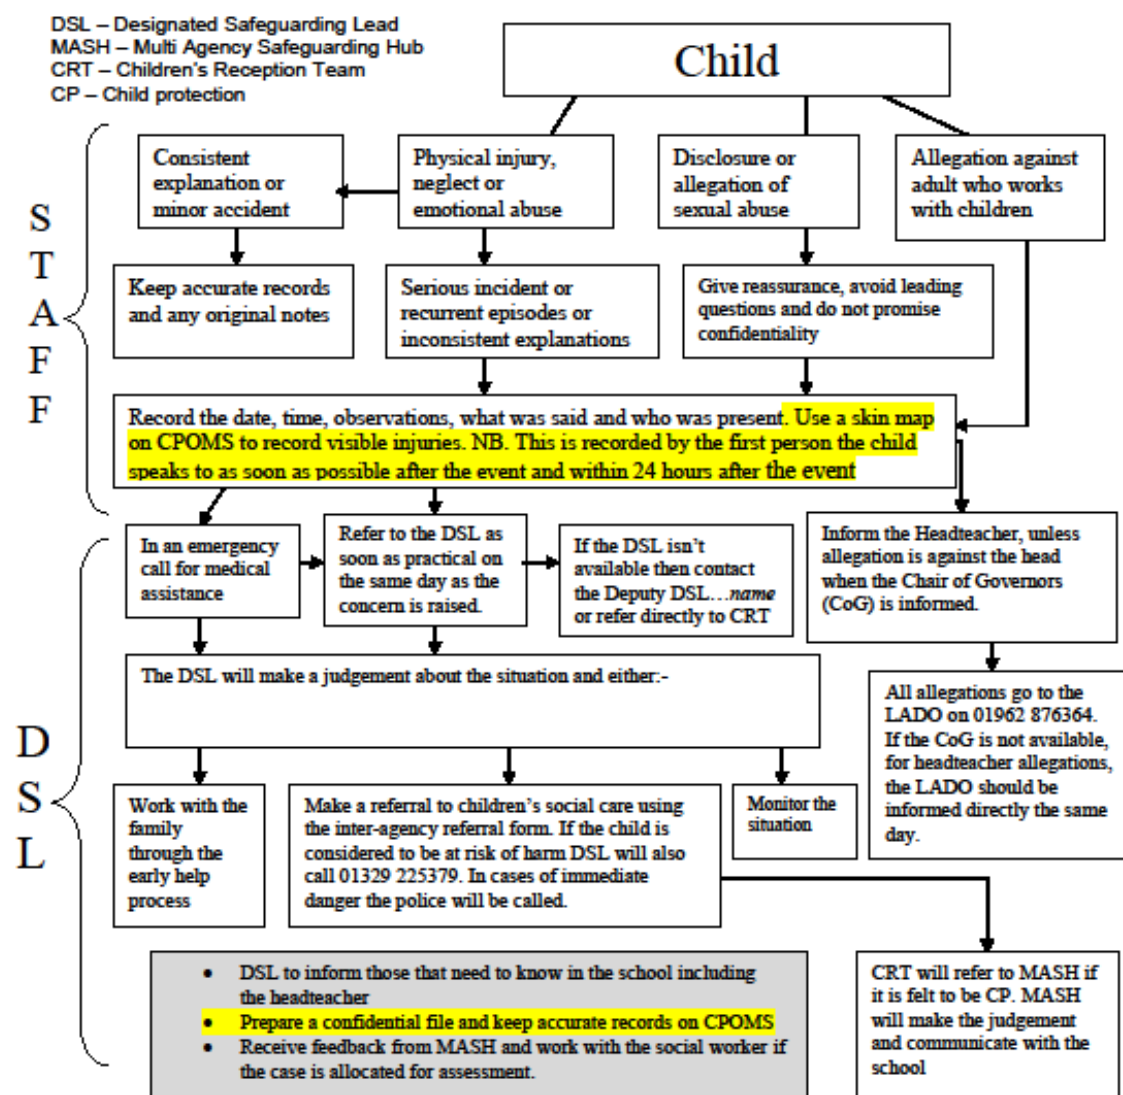 DSL – Designated Safeguarding Lead
MASH – Multi Agency Safeguarding Hub
CRT – Children's Reception Team
CP – Child protection
Child
S
T
A
F
F
Consistent
explanation or
minor accident
Physical injury,
neglect or
emotional abuse
Disclosure or
allegation of
sexual abuse
Allegation against
adult who works
with children
Keep accurate records
and any original notes
Serious incident or
recurrent episodes or
inconsistent explanations
Give reassurance, avoid leading
questions and do not promise
confidentiality
Record the date, time, observations, what was said and who was present. Use a skin map
on CPOMS to record visible injuries. NB. This is recorded by the first person the child
speaks to as soon as possible after the event and within 24 hours after the event
D
S
L
In an emergency
call for medical
assistance
Refer to the DSL as
soon as practical on
the same day as the
concern is raised.
If the DSL isn't
available then contact
the Deputy DSL…name
or refer directly to CRT
Inform the Headteacher, unless
allegation is against the head
when the Chair of Governors
(CoG) is informed.
The DSL will make a judgement about the situation and either:-
All allegations go to the
LADO on 01962 876364.
If the CoG is not available,
for headteacher allegations,
the LADO should be
informed directly the same
day.
Work with the
family
through the
early help
process
Make a referral to children's social care using
the inter-agency referral form. If the child is
considered to be at risk of harm DSL will also
call 01329 225379. In cases of immediate
danger the police will be called.
Monitor the
situation
• DSL to inform those that need to know in the school including
the headteacher
• Prepare a confidential file and keep accurate records on CPOMS
• Receive feedback from MASH and work with the social worker if
the case is allocated for assessment.
CRT will refer to MASH if
it is felt to be CP. MASH
will make the judgement
and communicate with the
school